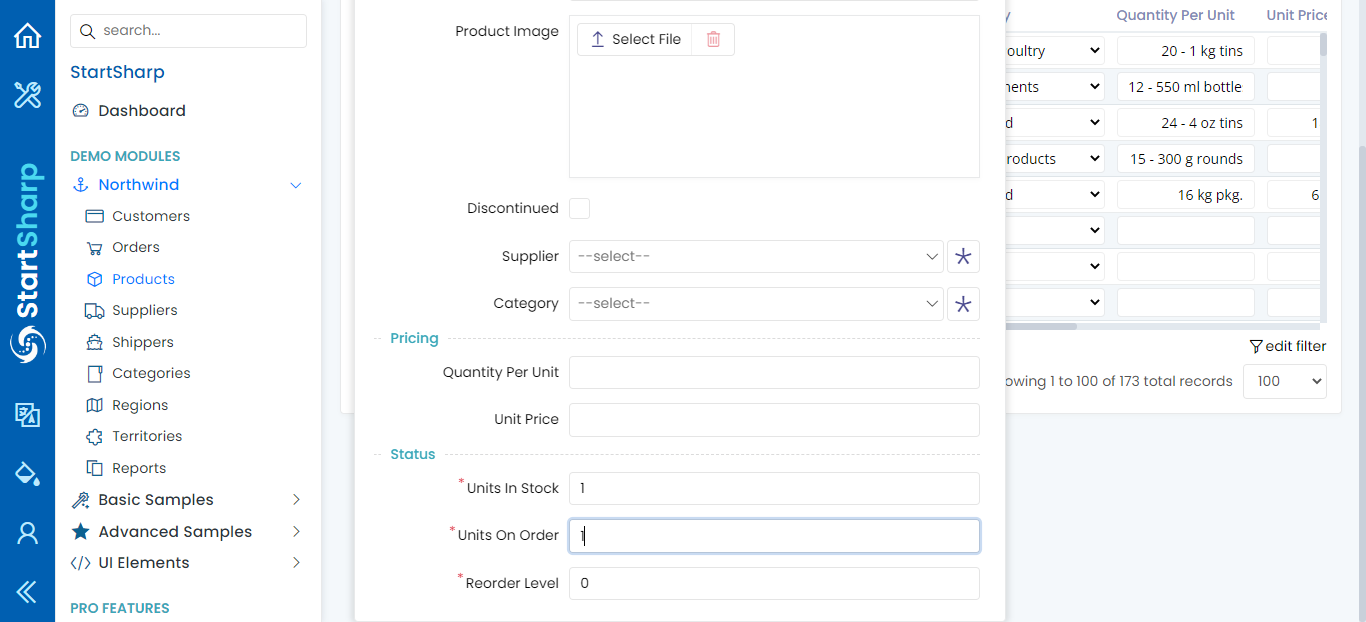 search...
StartSharp
Dashboard
DEMO MODULES
Northwind
Customers
Orders
Products
Suppliers
Shippers
Categories
Regions
Territories
Reports
Basic Samples
Advanced Samples
UI Elements
PRO FEATURES
StartSharp
Product Image
Select File
Discontinued
Supplier
--select--
Category
--select--
Pricing
Quantity Per Unit
Unit Price
Status
*Units In Stock
1
*Units On Order
1
*Reorder Level
0
y Quantity Per Unit Unit Price
oultry 20 - 1 kg tins
nents 12 - 550 ml bottle
d 24 - 4 oz tins 1
roducts 15 - 300 g rounds
d 16 kg pkg. 6
edit filter
owing 1 to 100 of 173 total records 100